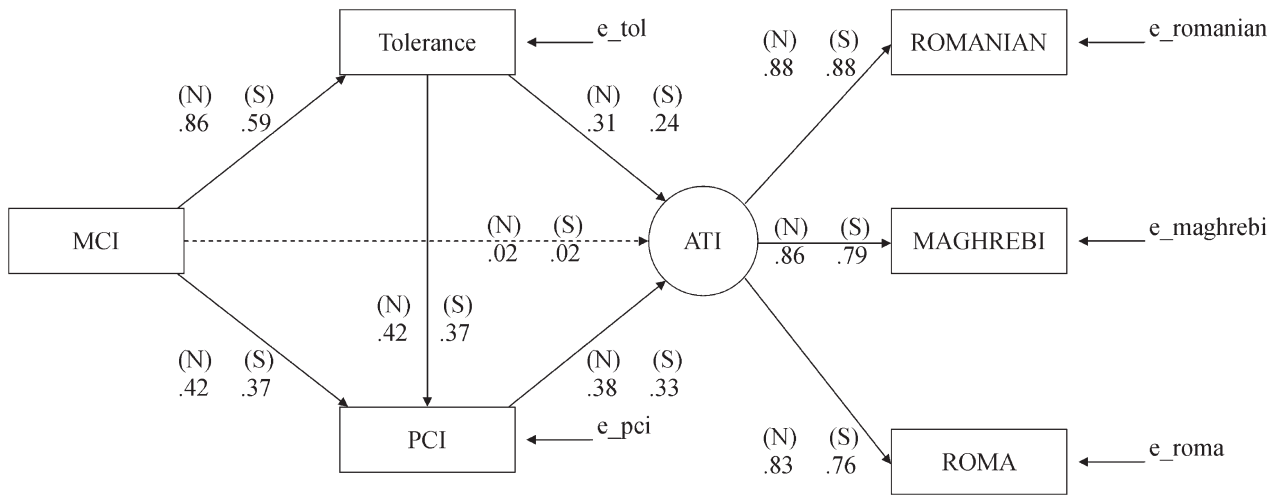 Tolerance
e_tol
(N) (S)
.88 .88
ROMANIAN
e_romanian
(N) (S)
.86 .59
(N) (S)
.31 .24
MCI
(N) (S)
.02 .02
ATI
(N) (S)
.86 .79
MAGHREBI
e_maghrebi
(N) (S)
.42 .37
(N) (S)
.42 .37
(N) (S)
.38 .33
PCI
e_pci
(N) (S)
.83 .76
ROMA
e_roma